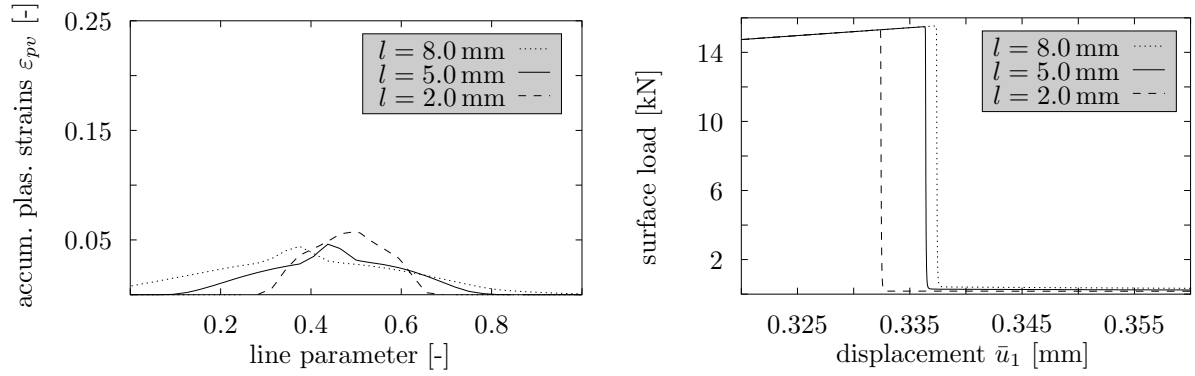 accum. plas. strains εpv [-]
0.25
0.15
0.05
0.2 0.4 0.6 0.8
line parameter [-]
l = 8.0 mm
l = 5.0 mm
l = 2.0 mm
surface load [kN]
14
10
6
2
0.325 0.335 0.345 0.355
displacement ū1 [mm]
l = 8.0 mm
l = 5.0 mm
l = 2.0 mm